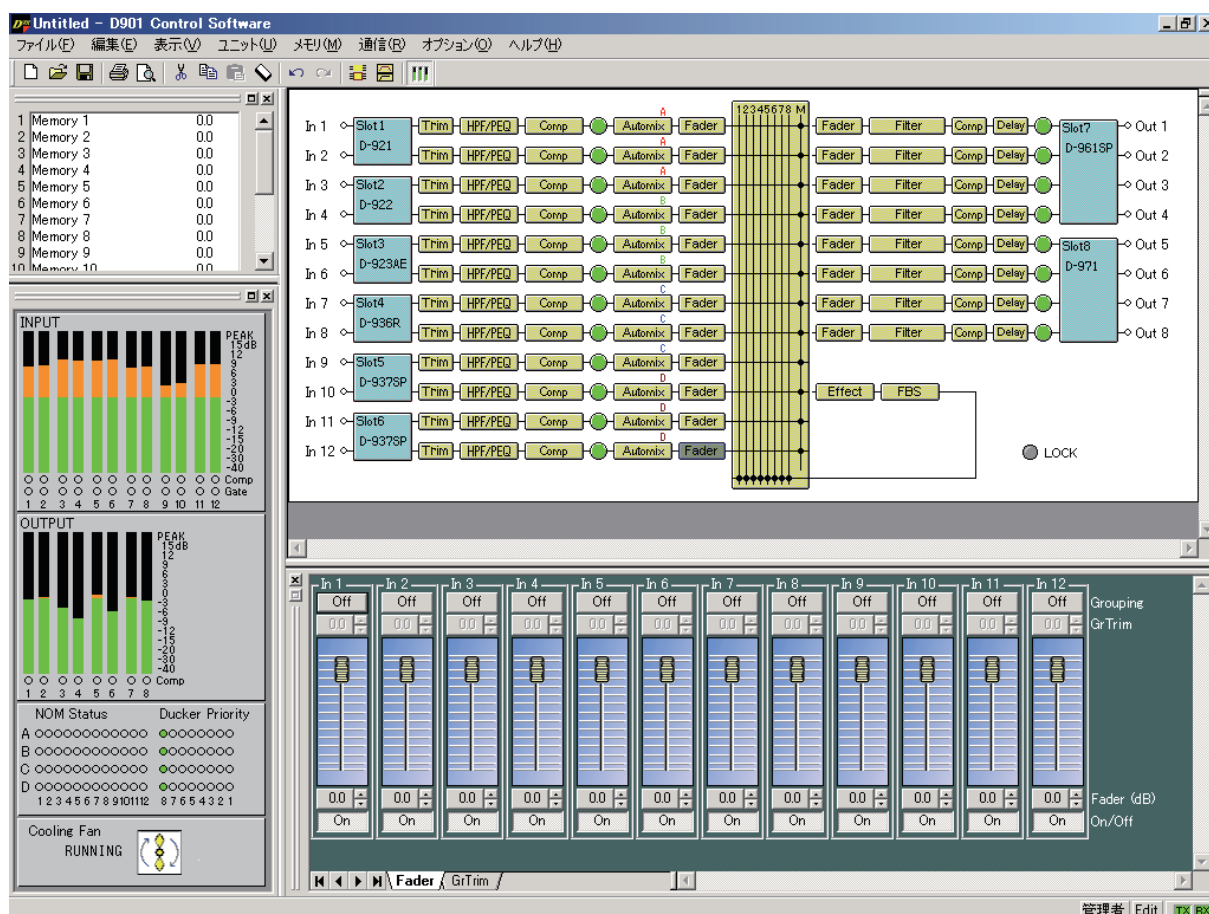 Untitled - D901 Control Software
ファイル(F) 編集(E) 表示(V) ユニット(U) メモリ(M) 通信(R) オプション(O) ヘルプ(H)
1 Memory 1 0.0
2 Memory 2 0.0
3 Memory 3 0.0
4 Memory 4 0.0
5 Memory 5 0.0
6 Memory 6 0.0
7 Memory 7 0.0
8 Memory 8 0.0
9 Memory 9 0.0
10 Memory 10 0.0
INPUT
PEAK
15dB
12
9
6
3
0
-3
-6
-9
-12
-15
-20
-30
-40
Comp
Gate
1 2 3 4 5 6 7 8 9 10 11 12
OUTPUT
PEAK
15dB
12
9
6
3
0
-3
-6
-9
-12
-15
-20
-30
-40
Comp
1 2 3 4 5 6 7 8
NOM Status Ducker Priority
A
B
C
D
1 2 3 4 5 6 7 8 9 10 11 12 8 7 6 5 4 3 2 1
Cooling Fan
RUNNING
12345678 M
A
In 1 Slot1 Trim HPF/PEQ Comp Automix Fader Fader Filter Comp Delay Slot7 Out 1
D-921 D-961SP
A
In 2 Trim HPF/PEQ Comp Automix Fader Fader Filter Comp Delay Out 2
A
In 3 Slot2 Trim HPF/PEQ Comp Automix Fader Fader Filter Comp Delay Out 3
D-922
B
In 4 Trim HPF/PEQ Comp Automix Fader Fader Filter Comp Delay Out 4
B
In 5 Slot3 Trim HPF/PEQ Comp Automix Fader Fader Filter Comp Delay Slot8 Out 5
D-923AE D-971
B
In 6 Trim HPF/PEQ Comp Automix Fader Fader Filter Comp Delay Out 6
C
In 7 Slot4 Trim HPF/PEQ Comp Automix Fader Fader Filter Comp Delay Out 7
D-936R
C
In 8 Trim HPF/PEQ Comp Automix Fader Fader Filter Comp Delay Out 8
C
In 9 Slot5 Trim HPF/PEQ Comp Automix Fader
D-937SP
D
In 10 Trim HPF/PEQ Comp Automix Fader Effect FBS
D
In 11 Slot6 Trim HPF/PEQ Comp Automix Fader
D-937SP
D
In 12 Trim HPF/PEQ Comp Automix Fader
LOCK
In 1 In 2 In 3 In 4 In 5 In 6 In 7 In 8 In 9 In 10 In 11 In 12
Off Off Off Off Off Off Off Off Off Off Off Off Grouping
0.0 0.0 0.0 0.0 0.0 0.0 0.0 0.0 0.0 0.0 0.0 0.0 GrTrim
0.0 0.0 0.0 0.0 0.0 0.0 0.0 0.0 0.0 0.0 0.0 0.0 Fader (dB)
On On On On On On On On On On On On On/Off
Fader GrTrim
管理者 Edit TX RX